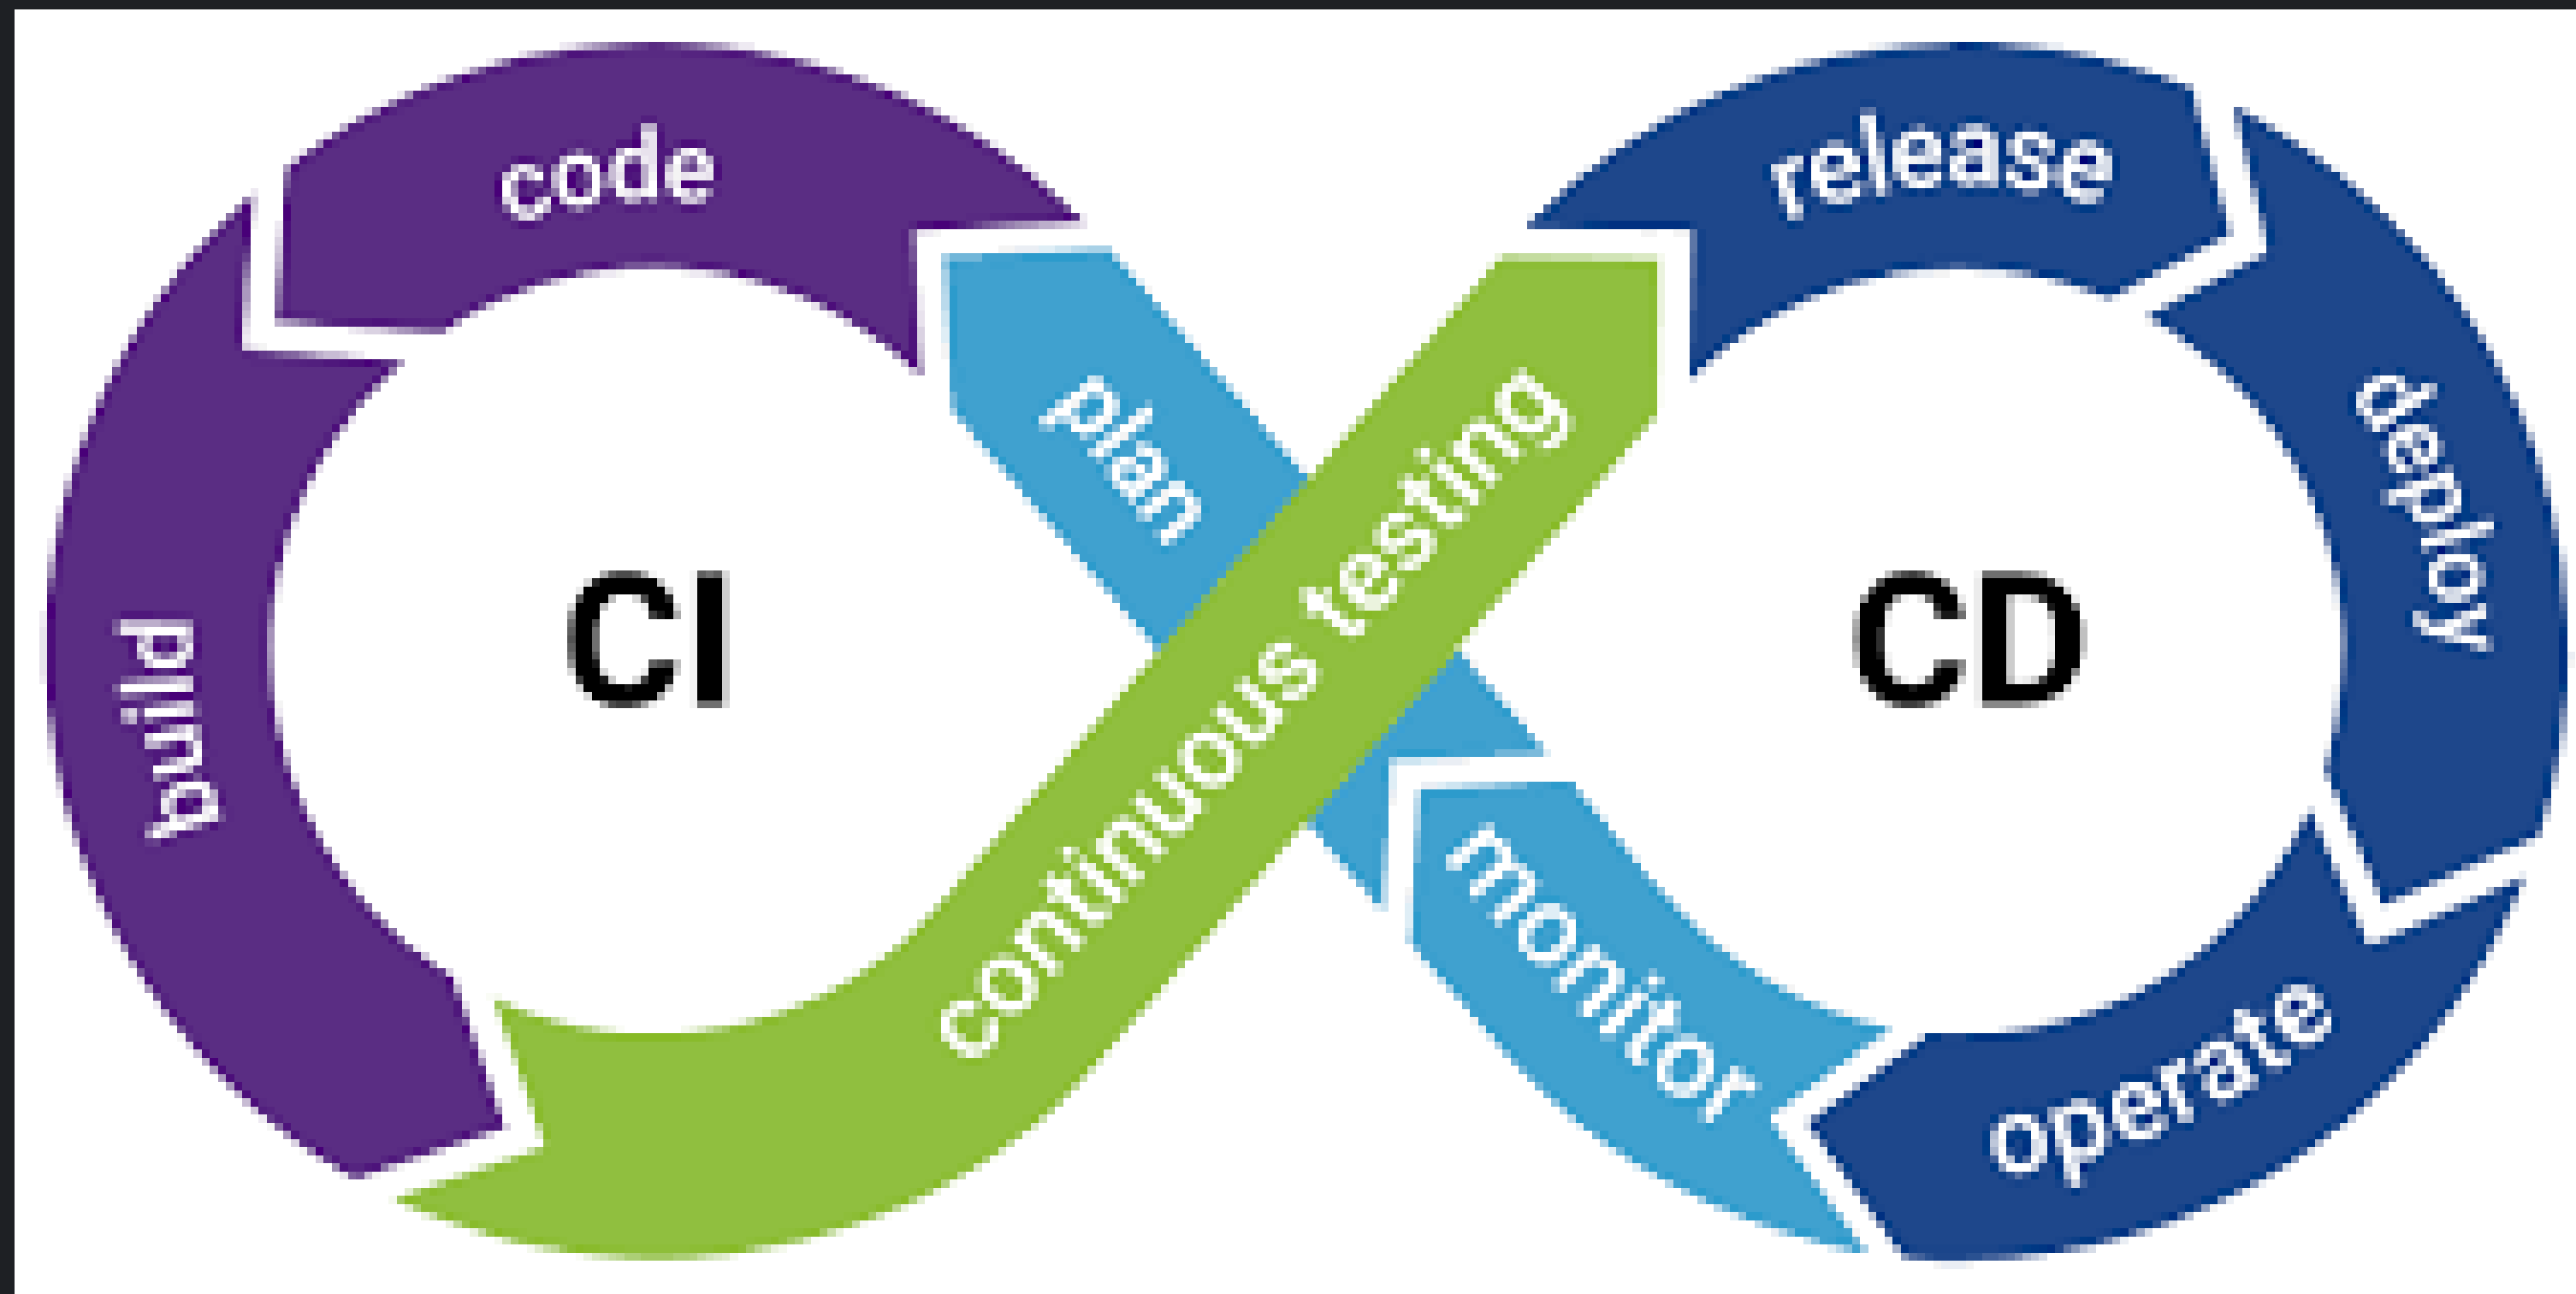 code
build
CI
plan
continuous testing
release
deploy
CD
operate
monitor